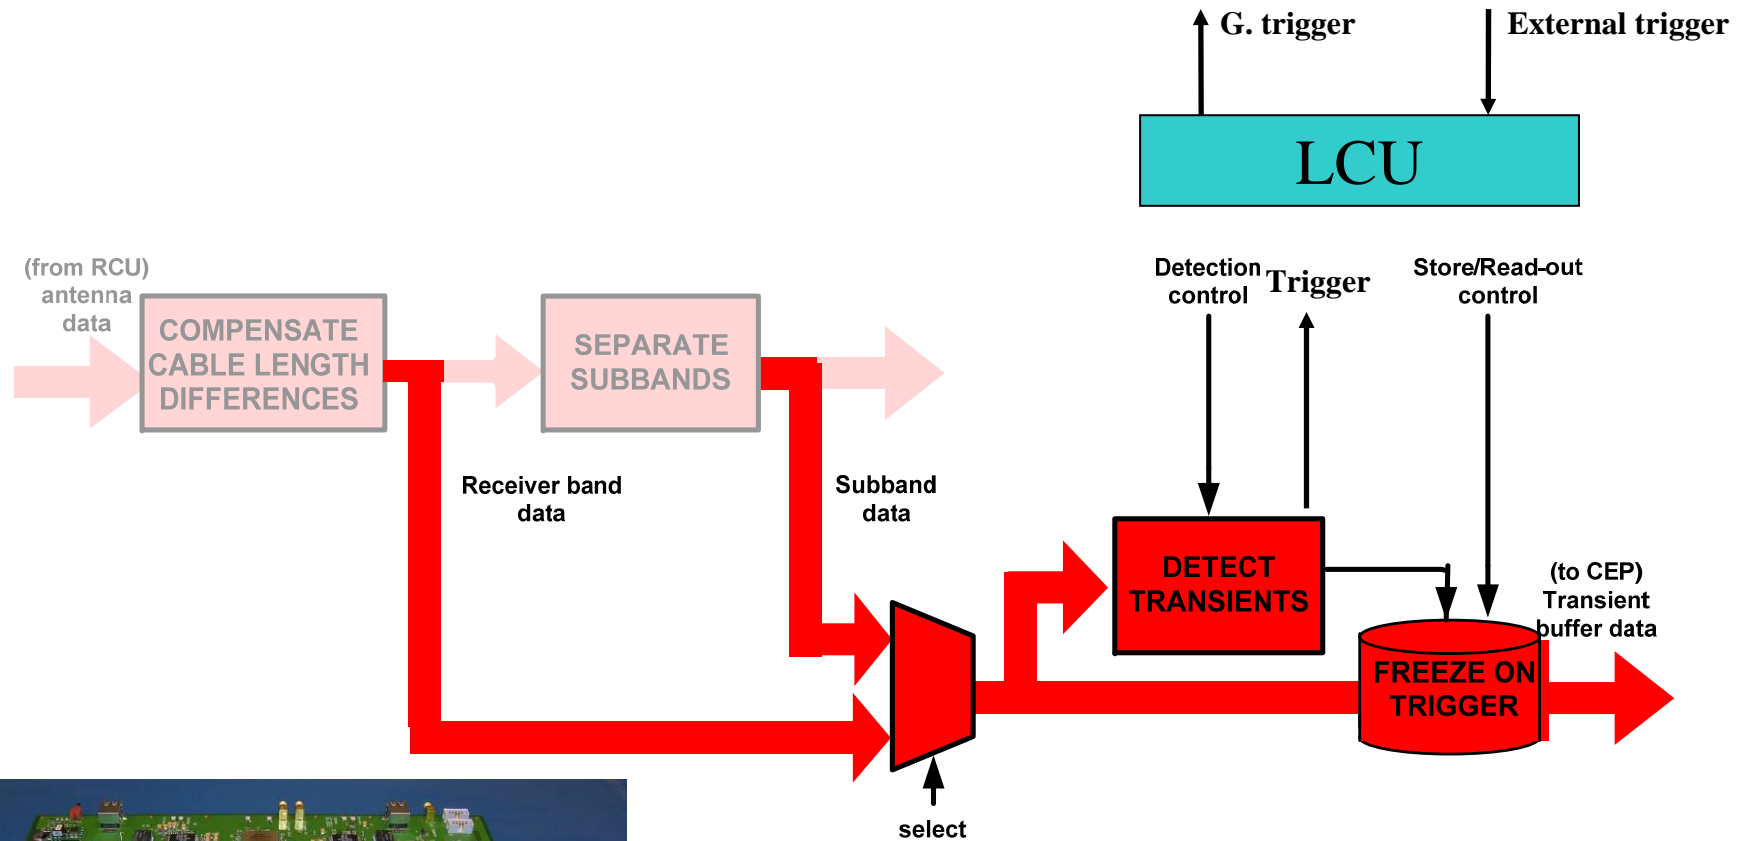 G. trigger
External trigger
LCU
(from RCU)
antenna
data
COMPENSATE
CABLE LENGTH
DIFFERENCES
SEPARATE
SUBBANDS
Detection
control
Trigger
Store/Read-out
control
Receiver band
data
Subband
data
DETECT
TRANSIENTS
(to CEP)
Transient
buffer data
FREEZE ON
TRIGGER
select